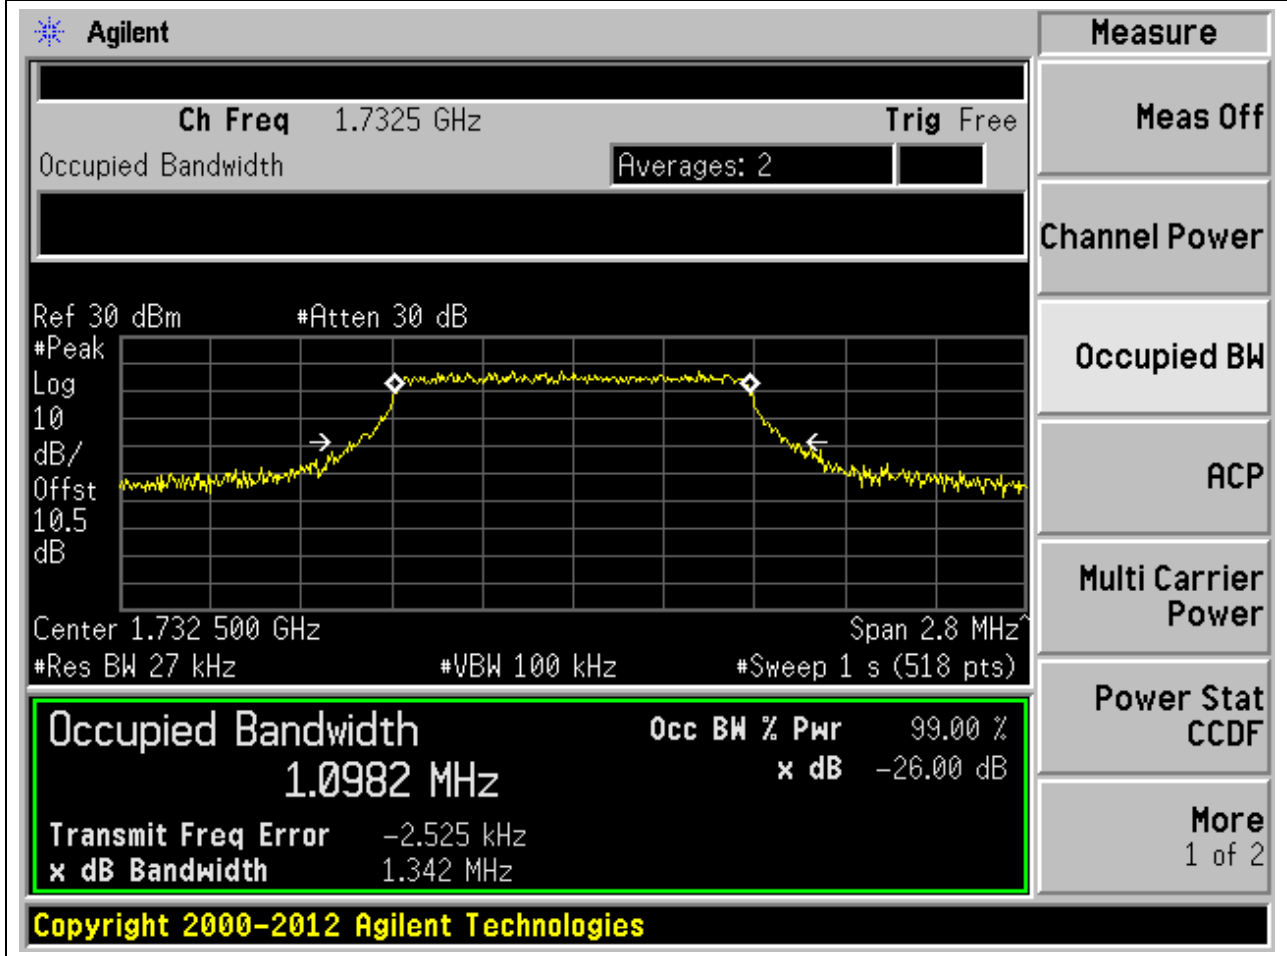 Agilent
Measure
Ch Freq 1.7325 GHz Trig Free
Occupied Bandwidth Averages: 2
Meas Off
Channel Power
Occupied BW
ACP
Multi Carrier
Power
Power Stat
CCDF
More
1 of 2
Ref 30 dBm #Atten 30 dB
#Peak
Log
10
dB/
Offst
10.5
dB
Center 1.732 500 GHz Span 2.8 MHz^
#Res BW 27 kHz #VBW 100 kHz #Sweep 1 s (518 pts)
Occupied Bandwidth Occ BW % Pwr 99.00 %
1.0982 MHz x dB -26.00 dB
Transmit Freq Error -2.525 kHz
x dB Bandwidth 1.342 MHz
Copyright 2000-2012 Agilent Technologies